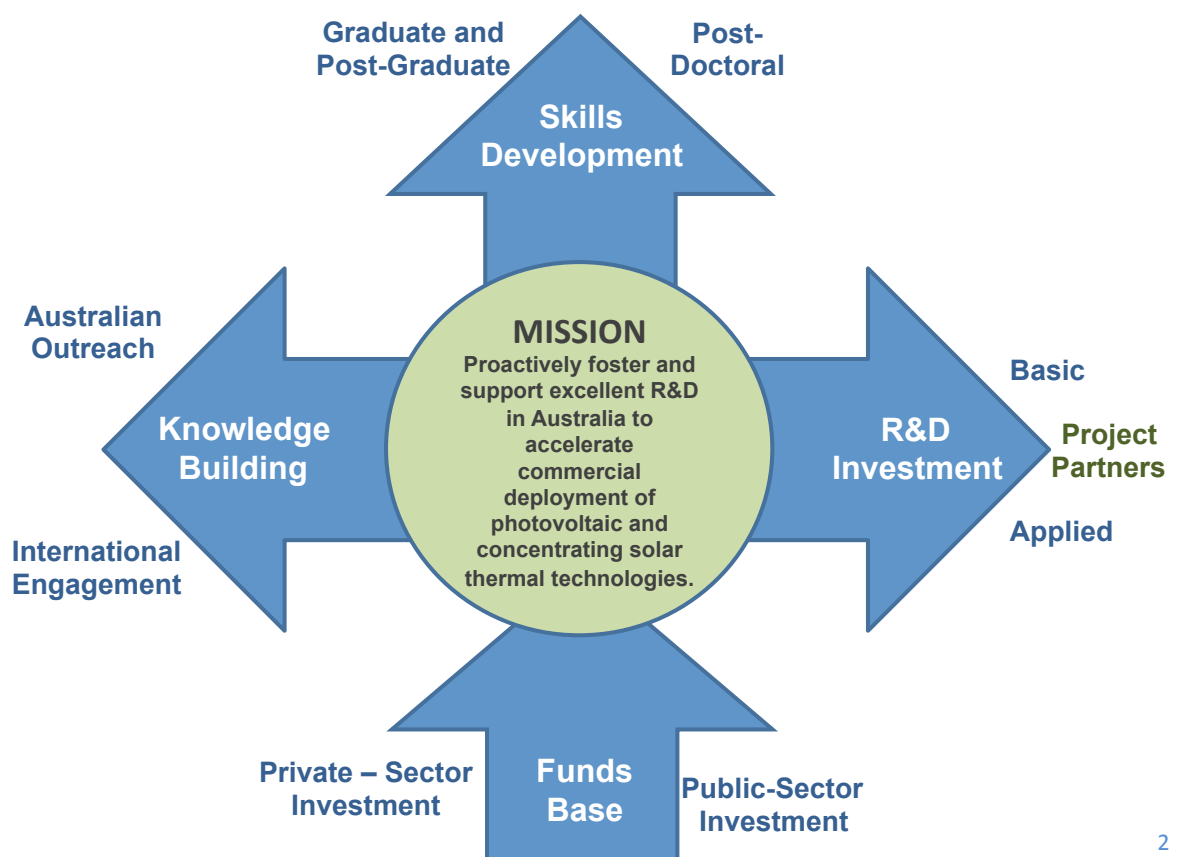 Graduate and
Post-Graduate
Post-
Doctoral
Skills
Development
Australian
Outreach
Knowledge
Building
International
Engagement
MISSION
Proactively foster and
support excellent R&D
in Australia to
accelerate
commercial
deployment of
photovoltaic and
concentrating solar
thermal technologies.
R&D
Investment
Basic
Project
Partners
Applied
Private – Sector
Investment
Funds
Base
Public-Sector
Investment
2